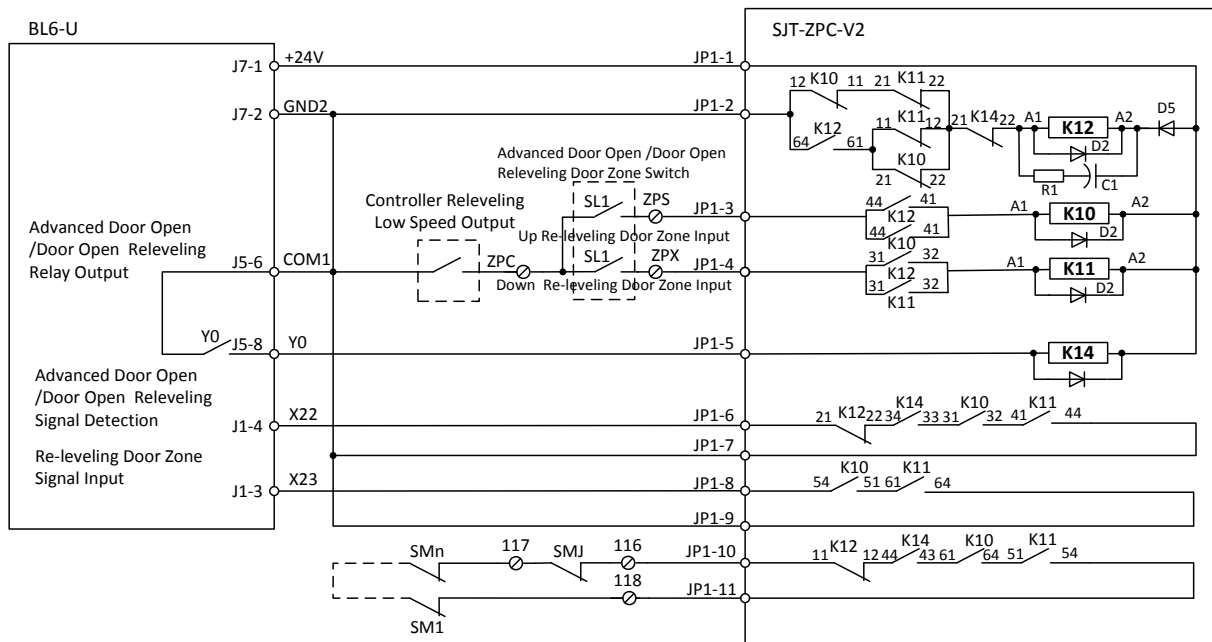 BL6-U
SJT-ZPC-V2
J7-1
+24V
JP1-1
J7-2
GND2
JP1-2
12 K10 11 21 K11 22
64 K12 61
11 K11 12
21 K10 22
21 K14 22
A1 K12 A2 D5
D2
R1 C1
Advanced Door Open /Door Open
Releveling Door Zone Switch
Controller Releveling
Low Speed Output
SL1 ZPS
JP1-3
44 41
K12
44 41
A1 K10 A2
D2
Up Re-leveling Door Zone Input
Advanced Door Open
/Door Open Releveling
Relay Output
J5-6
COM1
ZPC
SL1 ZPX
JP1-4
K10
31 32
K12
31 32
K11
A1 K11 A2
D2
Down Re-leveling Door Zone Input
Y0
J5-8
Y0
JP1-5
K14
Advanced Door Open
/Door Open Releveling
Signal Detection
J1-4
X22
JP1-6
21 K12 22 34 K14 33 31 K10 32 41 K11 44
JP1-7
Re-leveling Door Zone
Signal Input
J1-3
X23
JP1-8
54 K10 51 61 K11 64
JP1-9
SMn 117 SMJ 116
JP1-10
11 K12 12 44 K14 43 61 K10 64 51 K11 54
118
JP1-11
SM1